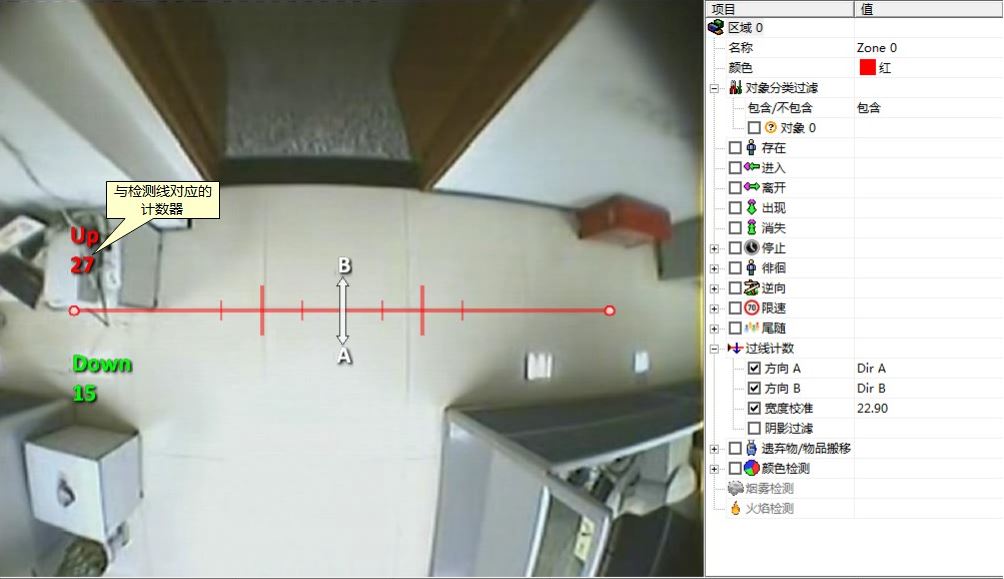 与检测线对应的
计数器
Up
27
B
A
Down
15
项目 值
区域 0
名称 Zone 0
颜色 红
对象分类过滤
包含/不包含 包含
对象 0
存在
进入
离开
出现
消失
停止
徘徊
逆向
70 限速
尾随
过线计数
方向 A Dir A
方向 B Dir B
宽度校准 22.90
阴影过滤
遗弃物/物品搬移
颜色检测
烟雾检测
火焰检测